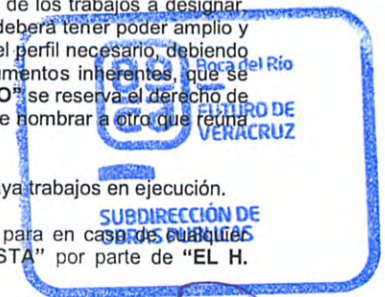 de los trabajos a designar,
deberá tener poder amplio y
el perfil necesario, debiendo
umentos inherentes, que se
O" se reserva el derecho de
e nombrar a otro que reúna
Boca del Río
FUTURO DE
VERACRUZ
aya trabajos en ejecución.
SUBDIRECCIÓN DE
OBRAS PÚBLICAS
para en caso de cualquier
STA" por parte de "EL H.